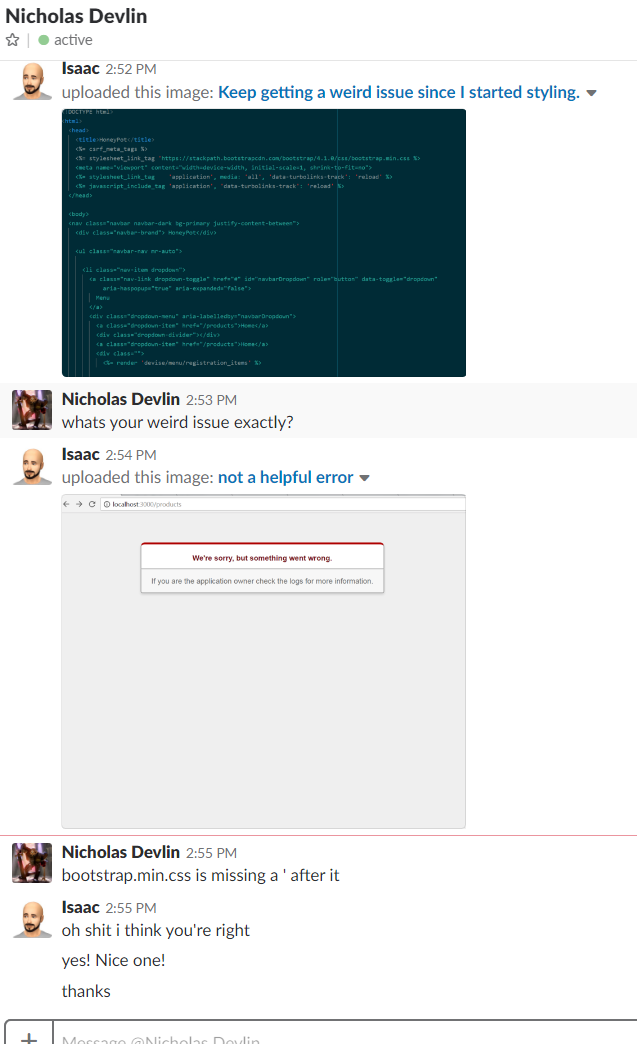 Nicholas Devlin
active
Isaac 2:52 PM
uploaded this image: Keep getting a weird issue since I started styling.
<!DOCTYPE html>
<html>
<head>
<title>HoneyPot</title>
<%= csrf_meta_tags %>
<%= stylesheet_link_tag 'https://stackpath.bootstrapcdn.com/bootstrap/4.1.0/css/bootstrap.min.css %>
<meta name="viewport" content="width=device-width, initial-scale=1, shrink-to-fit=no">
<%= stylesheet_link_tag 'application', media: 'all', 'data-turbolinks-track': 'reload' %>
<%= javascript_include_tag 'application', 'data-turbolinks-track': 'reload' %>
</head>
<body>
<nav class="navbar navbar-dark bg-primary justify-content-between">
<div class="navbar-brand"> HoneyPot</div>
<ul class="navbar-nav mr-auto">
<li class="nav-item dropdown">
<a class="nav-link dropdown-toggle" href="#" id="navbarDropdown" role="button" data-toggle="dropdown"
aria-haspopup="true" aria-expanded="false">
Menu
</a>
<div class="dropdown-menu" aria-labelledby="navbarDropdown">
<a class="dropdown-item" href="/products">Home</a>
<div class="dropdown-divider"></div>
<a class="dropdown-item" href="/products">Home</a>
<div class="">
<%= render 'devise/menu/registration_items' %>
Nicholas Devlin 2:53 PM
whats your weird issue exactly?
Isaac 2:54 PM
uploaded this image: not a helpful error
localhost:3000/products
We're sorry, but something went wrong.
If you are the application owner check the logs for more information.
Nicholas Devlin 2:55 PM
bootstrap.min.css is missing a ' after it
Isaac 2:55 PM
oh shit i think you're right
yes! Nice one!
thanks
Message @Nicholas Devlin